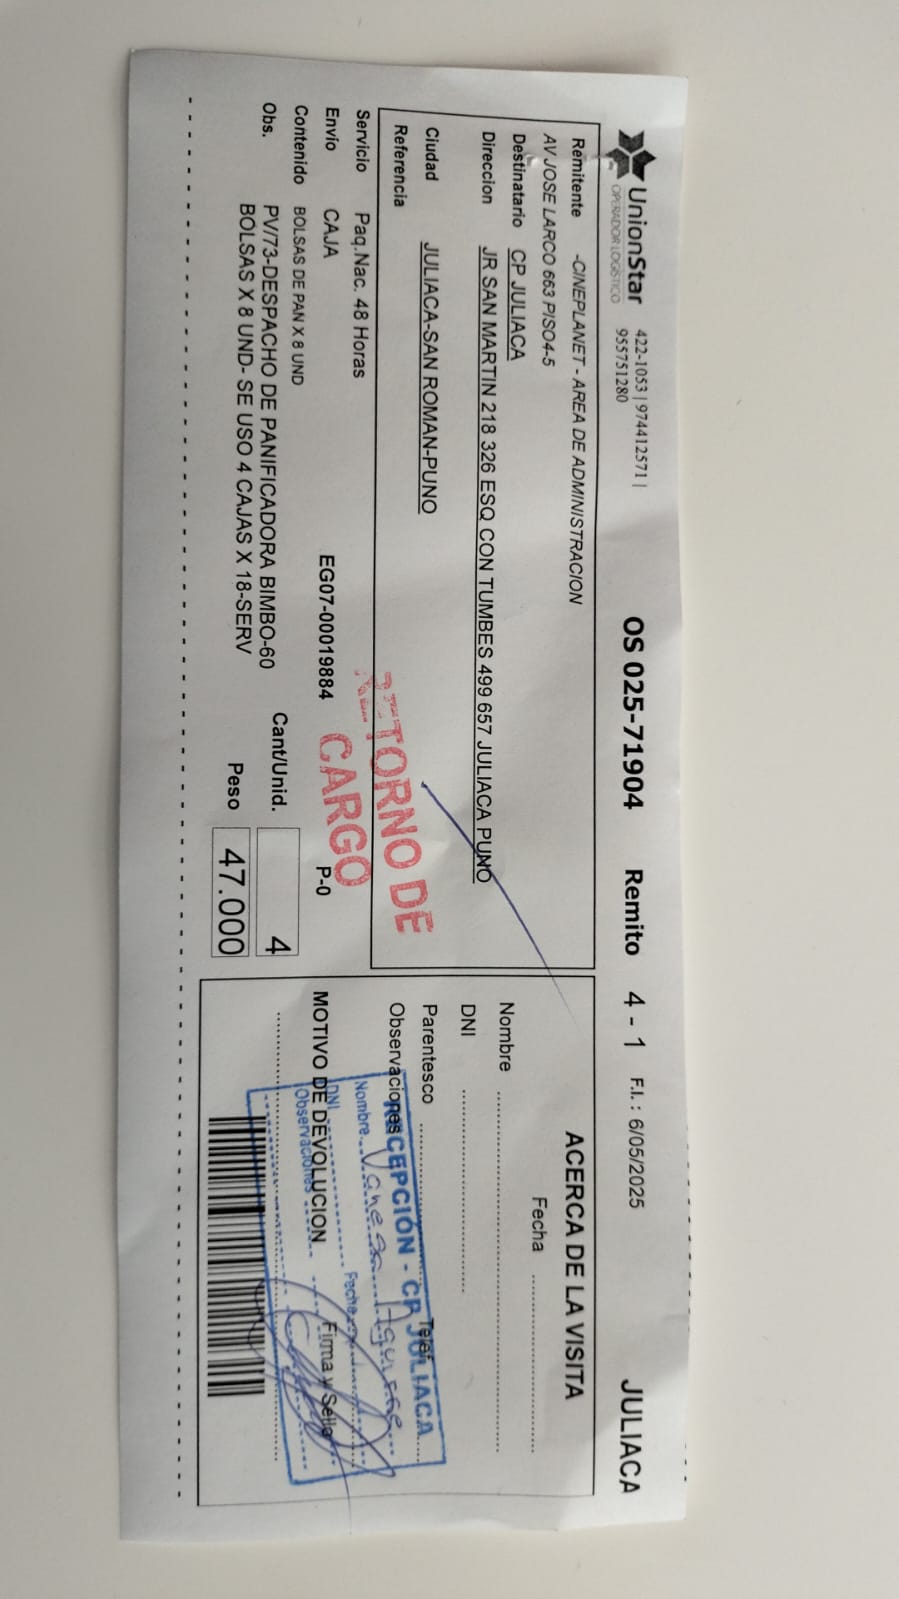 UnionStar
OPERADOR LOGÍSTICO
422-1053 | 974412571 |
955751280
OS 025-71904 Remito 4 - 1 F.I. : 6/05/2025 JULIACA
Remitente -CINEPLANET - AREA DE ADMINISTRACION
AV JOSE LARCO 663 PISO4-5
Destinatario CP JULIACA
Direccion JR SAN MARTIN 218 326 ESQ CON TUMBES 499 657 JULIACA PUNO
Ciudad JULIACA-SAN ROMAN-PUNO
Referencia
Servicio Paq.Nac. 48 Horas
Envío CAJA EG07-00019884 P-0
Contenido BOLSAS DE PAN X 8 UND
Obs. PV/73-DESPACHO DE PANIFICADORA BIMBO-60
BOLSAS X 8 UND- SE USO 4 CAJAS X 18-SERV
Cant/Unid. 4
Peso 47.000
RETORNO DE
CARGO
ACERCA DE LA VISITA
Fecha
Nombre
DNI
Parentesco Telef.
Observaciones
MOTIVO DE DEVOLUCION
Firma y Sello
RECEPCIÓN - CP JULIACA
Nombre Vanessa
DNI Fecha
Observaciones